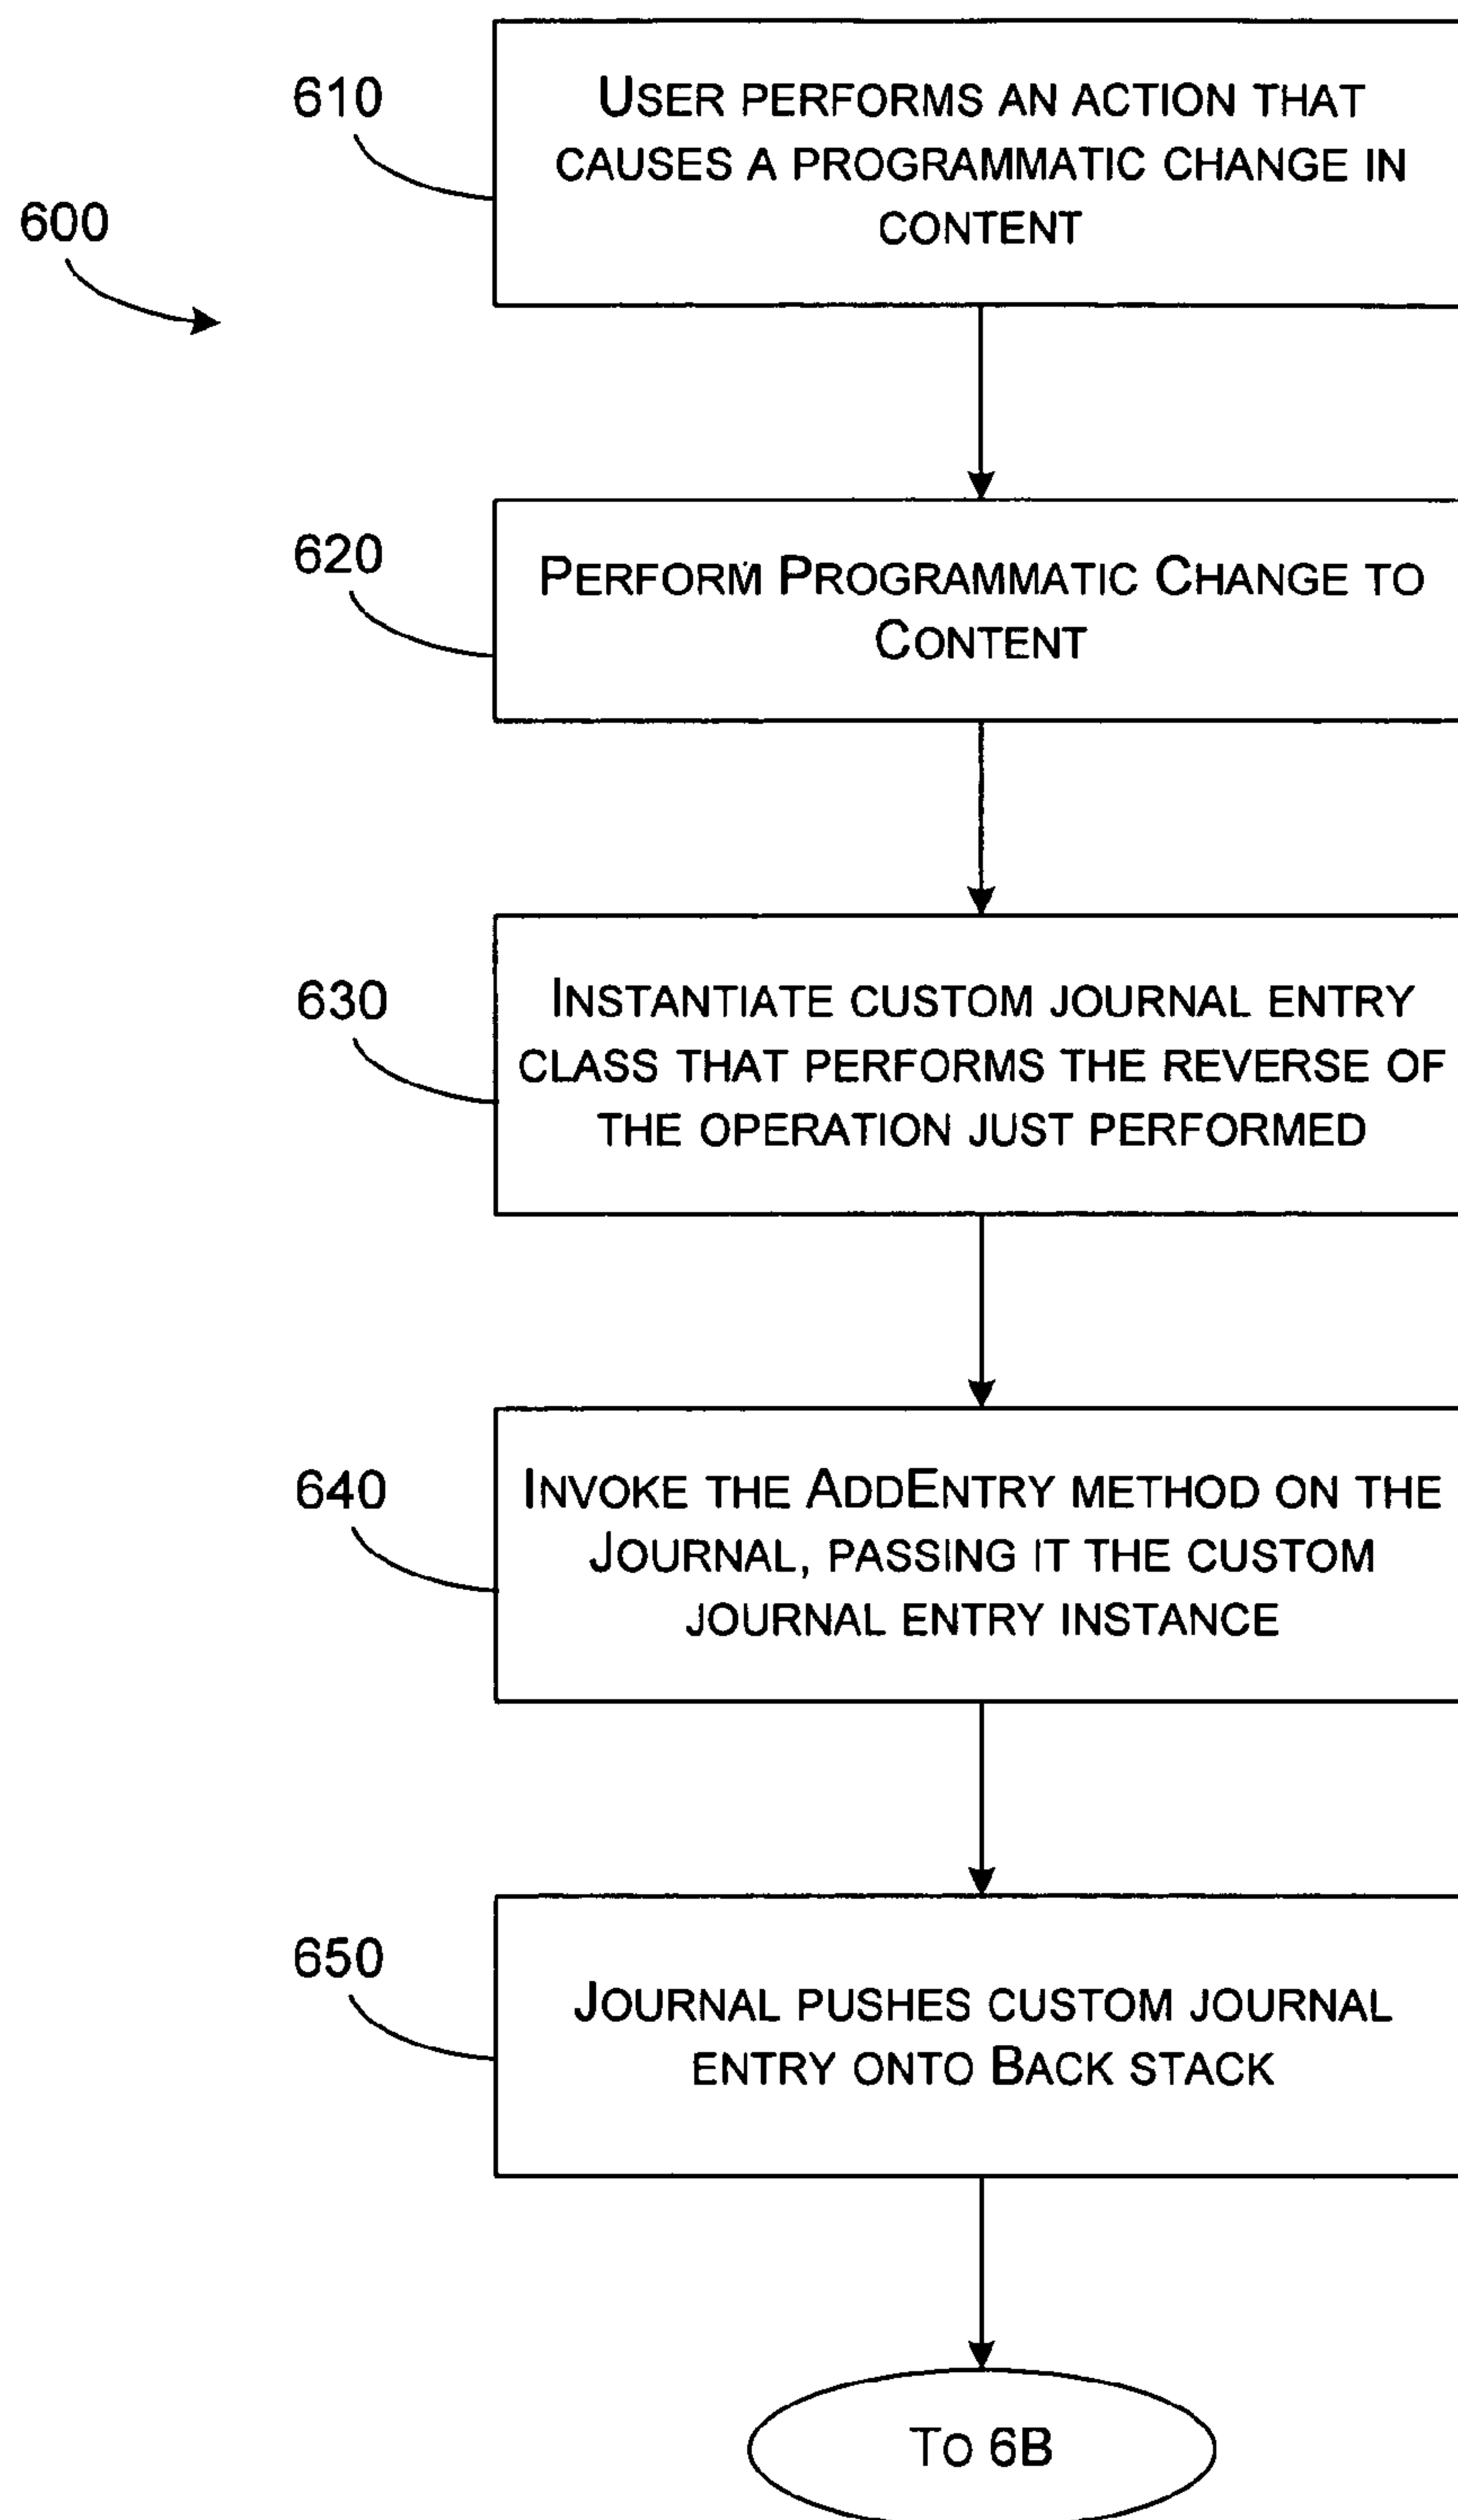 610
USER PERFORMS AN ACTION THAT
CAUSES A PROGRAMMATIC CHANGE IN
CONTENT
600
620
PERFORM PROGRAMMATIC CHANGE TO
CONTENT
630
INSTANTIATE CUSTOM JOURNAL ENTRY
CLASS THAT PERFORMS THE REVERSE OF
THE OPERATION JUST PERFORMED
640
INVOKE THE ADDENTRY METHOD ON THE
JOURNAL, PASSING IT THE CUSTOM
JOURNAL ENTRY INSTANCE
650
JOURNAL PUSHES CUSTOM JOURNAL
ENTRY ONTO BACK STACK
TO 6B